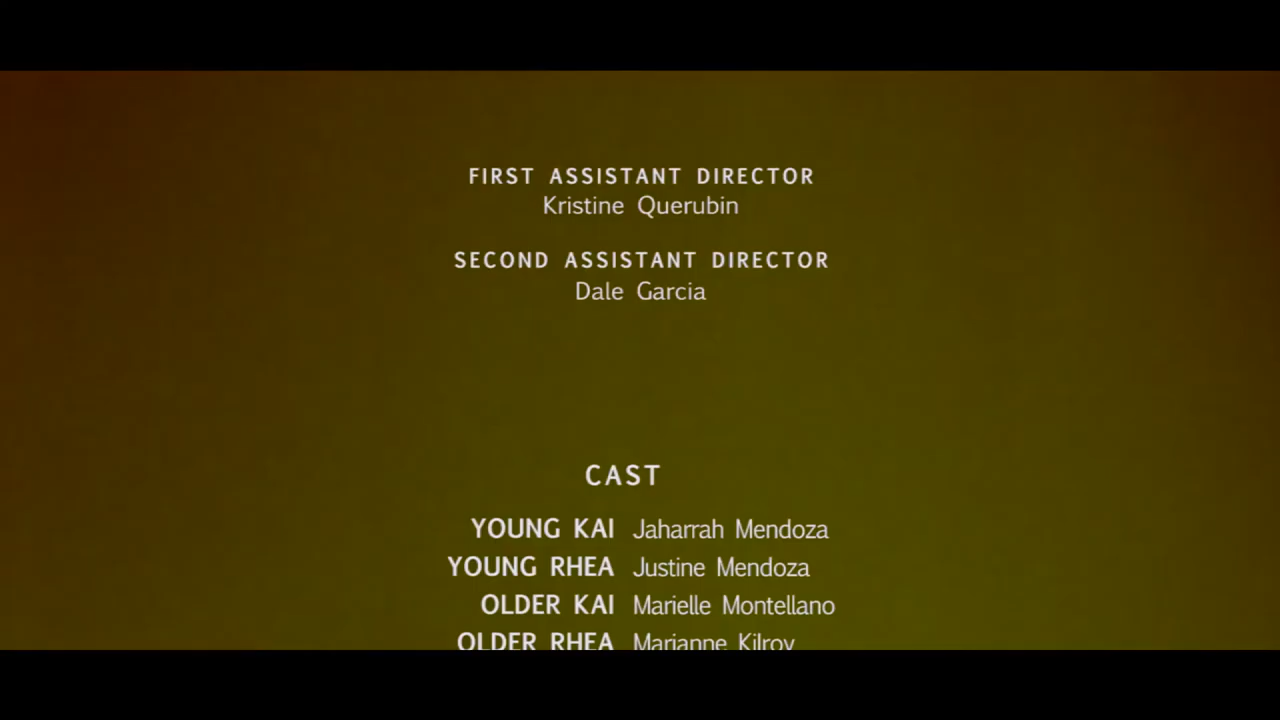 FIRST ASSISTANT DIRECTOR
Kristine Querubin
SECOND ASSISTANT DIRECTOR
Dale Garcia
CAST
YOUNG KAI Jaharrah Mendoza
YOUNG RHEA Justine Mendoza
OLDER KAI Marielle Montellano
OLDER RHEA Marianne Kilroy